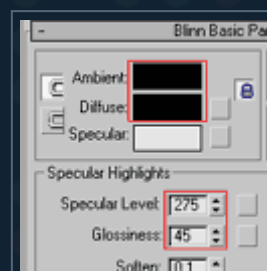 - Blinn Basic Pa
Ambient:
Diffuse:
Specular:
Specular Highlights
Specular Level: 275
Glossiness: 45
Soften: 0.1